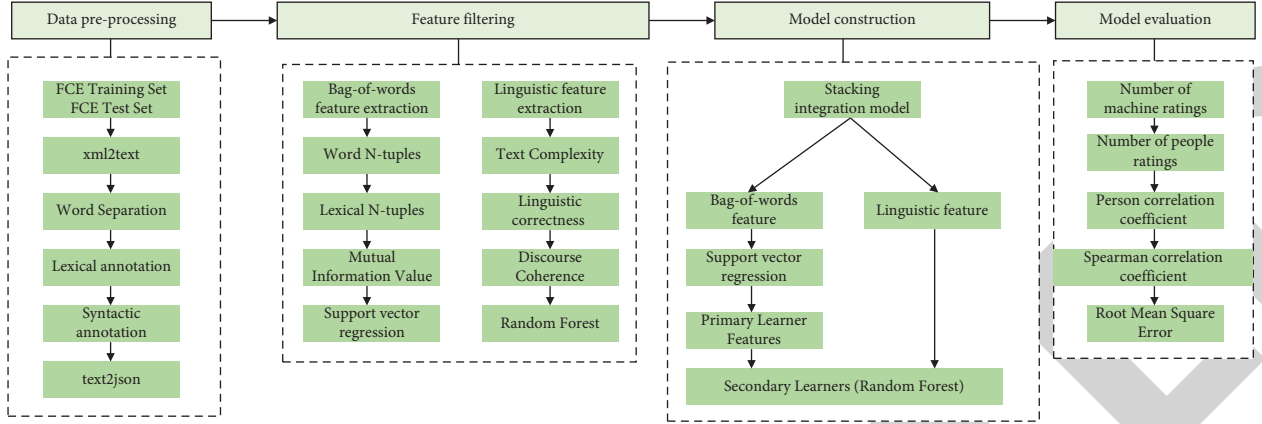 Data pre-processing
Feature filtering
Model construction
Model evaluation
FCE Training Set
FCE Test Set
xml2text
Word Separation
Lexical annotation
Syntactic
annotation
text2json
Bag-of-words
feature extraction
Word N-tuples
Lexical N-tuples
Mutual
Information Value
Support vector
regression
Linguistic feature
extraction
Text Complexity
Linguistic
correctness
Discourse
Coherence
Random Forest
Stacking
integration model
Bag-of-words
feature
Support vector
regression
Primary Learner
Features
Linguistic feature
Secondary Learners (Random Forest)
Number of
machine ratings
Number of people
ratings
Person correlation
coefficient
Spearman correlation
coefficient
Root Mean Square
Error